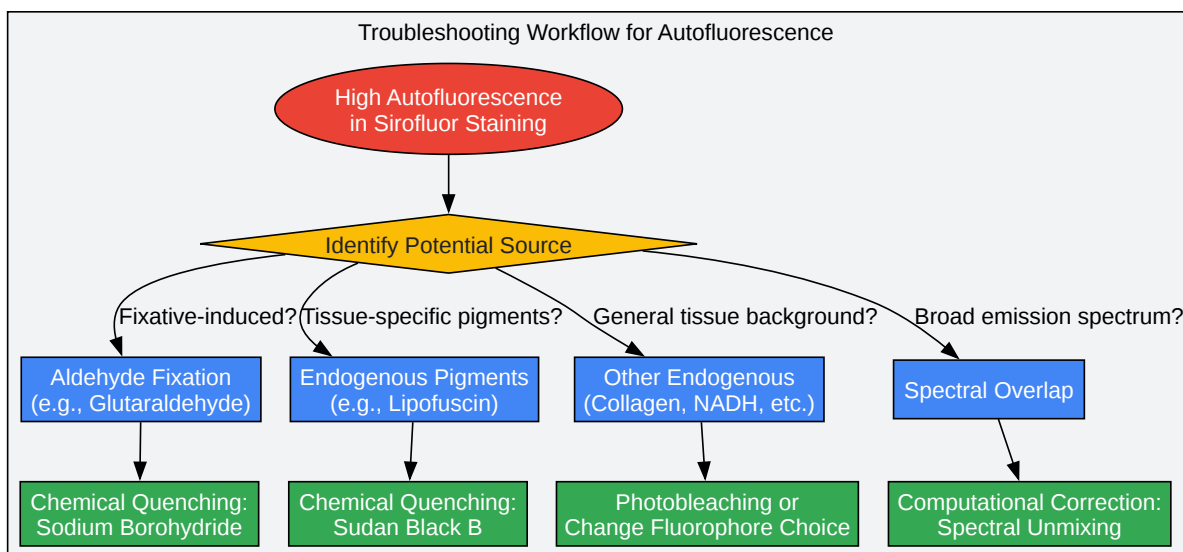 Troubleshooting Workflow for Autofluorescence
High Autofluorescence
in Sirofluor Staining
Identify Potential Source
Fixative-induced?
Tissue-specific pigments?
General tissue background?
Broad emission spectrum?
Aldehyde Fixation
(e.g., Glutaraldehyde)
Endogenous Pigments
(e.g., Lipofuscin)
Other Endogenous
(Collagen, NADH, etc.)
Spectral Overlap
Chemical Quenching:
Sodium Borohydride
Chemical Quenching:
Sudan Black B
Photobleaching or
Change Fluorophore Choice
Computational Correction:
Spectral Unmixing